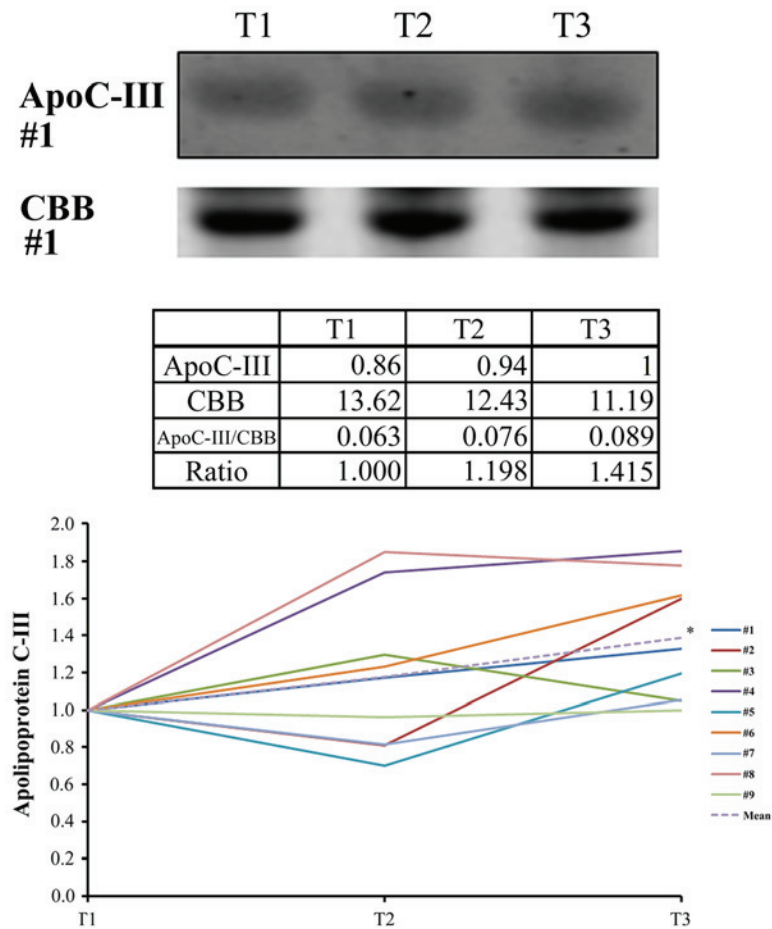 T1 T2 T3
ApoC-III
#1
CBB
#1
T1 T2 T3
ApoC-III 0.86 0.94 1
CBB 13.62 12.43 11.19
ApoC-III/CBB 0.063 0.076 0.089
Ratio 1.000 1.198 1.415
Apolipoprotein C-III
2.0
1.8
1.6
1.4
1.2
1.0
0.8
0.6
0.4
0.2
0.0
T1 T2 T3
*
#1
#2
#3
#4
#5
#6
#7
#8
#9
Mean